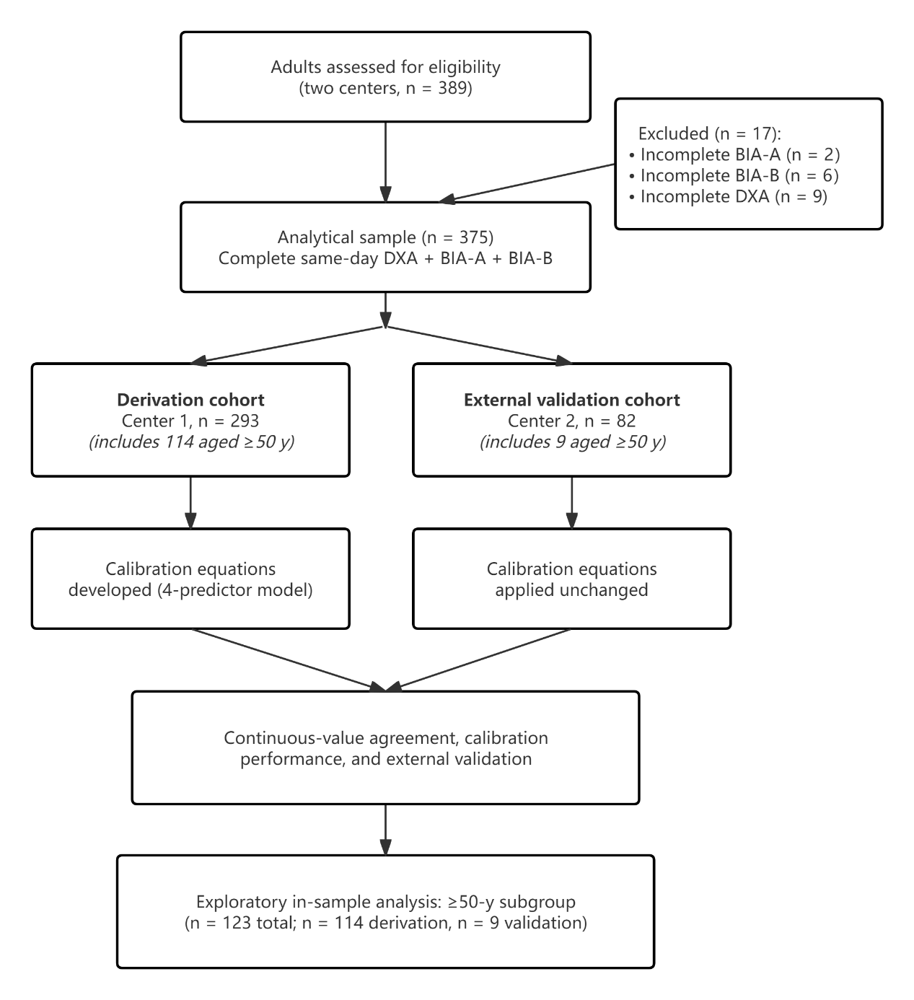 Adults assessed for eligibility
(two centers, n = 389)
Excluded (n = 17):
• Incomplete BIA-A (n = 2)
• Incomplete BIA-B (n = 6)
• Incomplete DXA (n = 9)
Analytical sample (n = 375)
Complete same-day DXA + BIA-A + BIA-B
Derivation cohort
Center 1, n = 293
(includes 114 aged ≥50 y)
External validation cohort
Center 2, n = 82
(includes 9 aged ≥50 y)
Calibration equations
developed (4-predictor model)
Calibration equations
applied unchanged
Continuous-value agreement, calibration
performance, and external validation
Exploratory in-sample analysis: ≥50-y subgroup
(n = 123 total; n = 114 derivation, n = 9 validation)